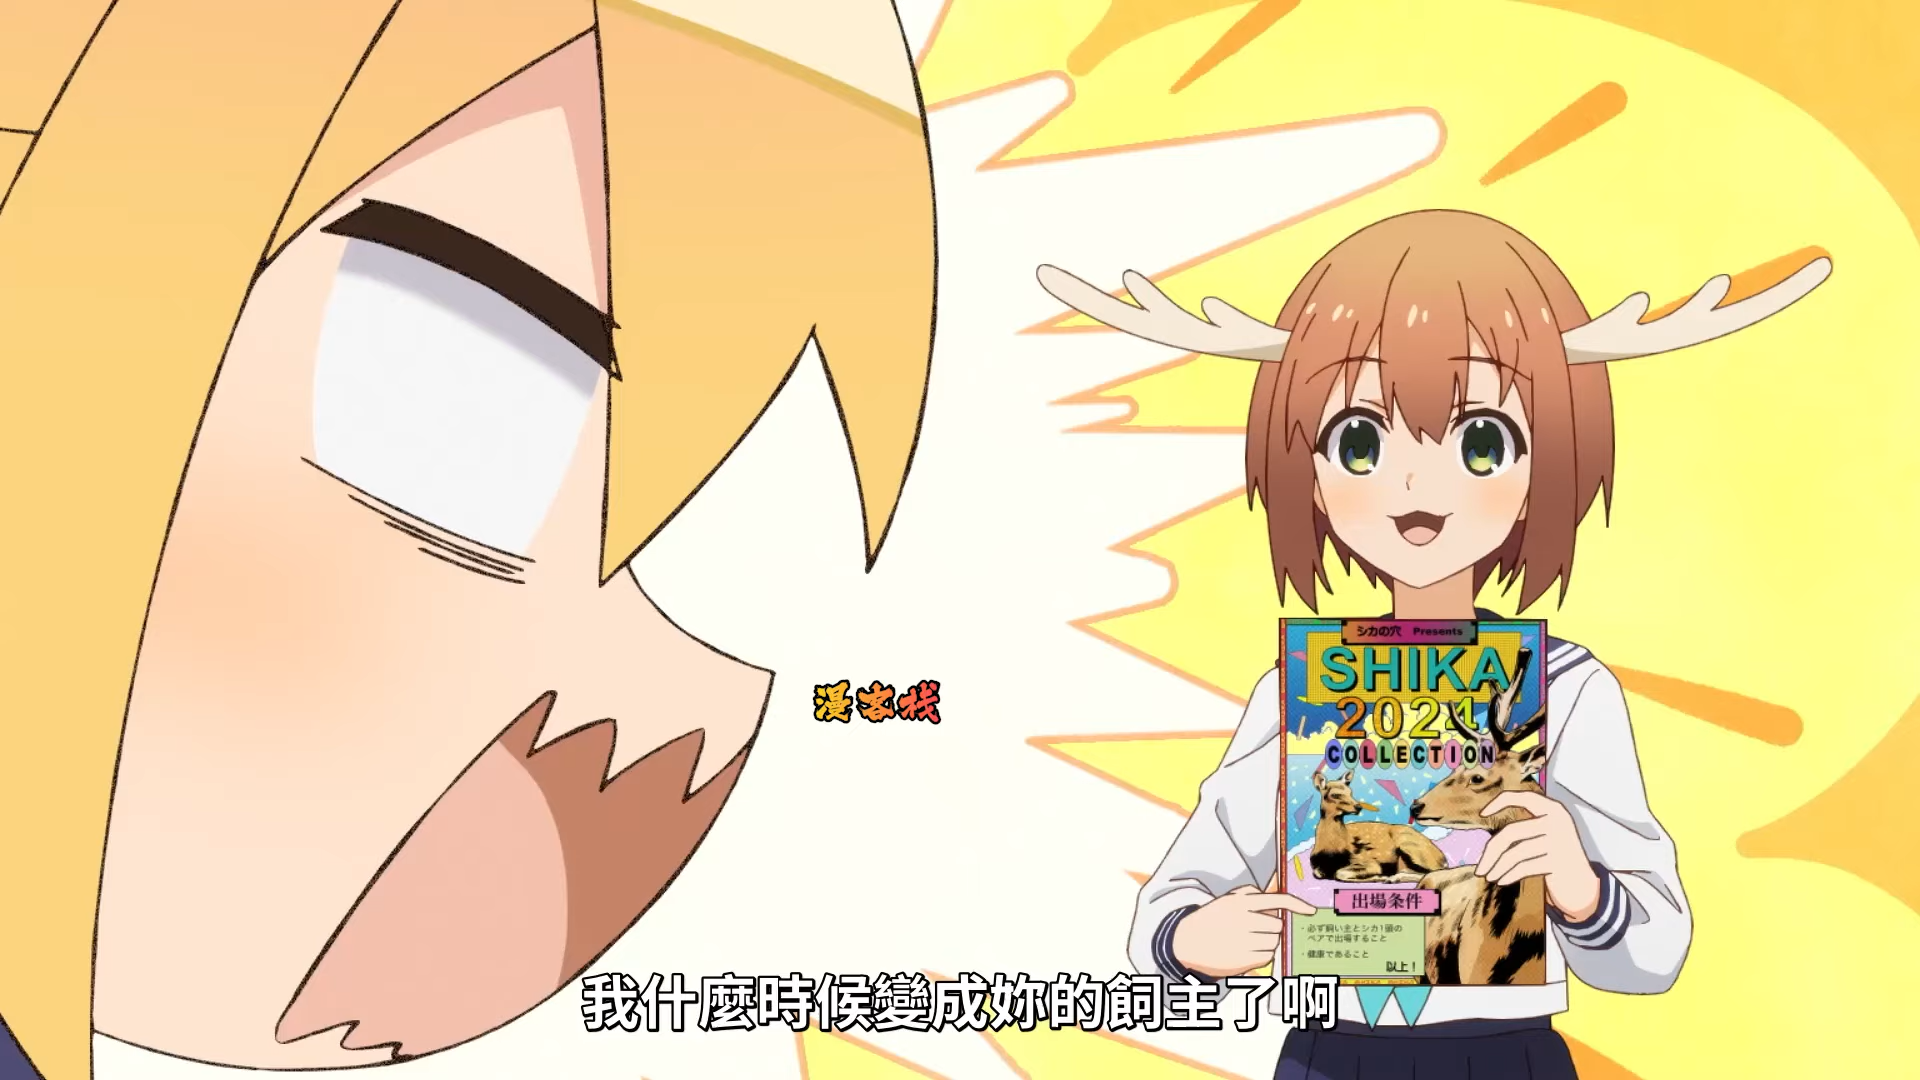 シカの穴 Presents
SHIKA
2024
COLLECTION
漫客栈
出場条件
・必ず飼い主とシカ1頭の
ペアで出場すること
・健康であること
以上！
我什麼時候變成妳的飼主了啊